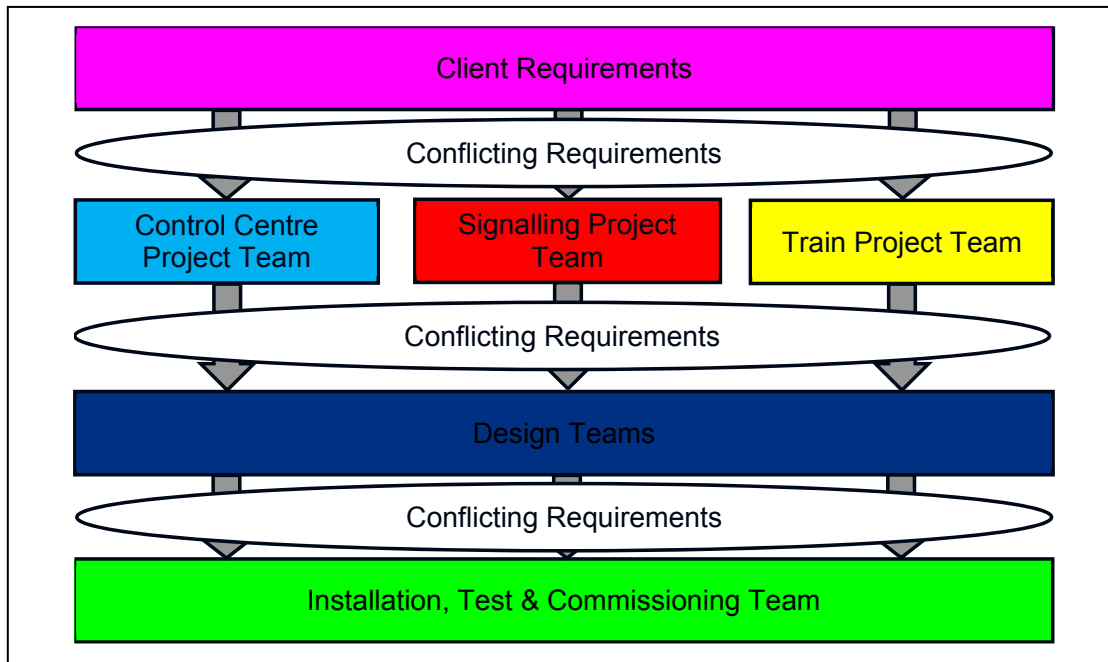 Client Requirements
Conflicting Requirements
Control Centre
Project Team
Signalling Project
Team
Train Project Team
Conflicting Requirements
Design Teams
Conflicting Requirements
Installation, Test & Commissioning Team